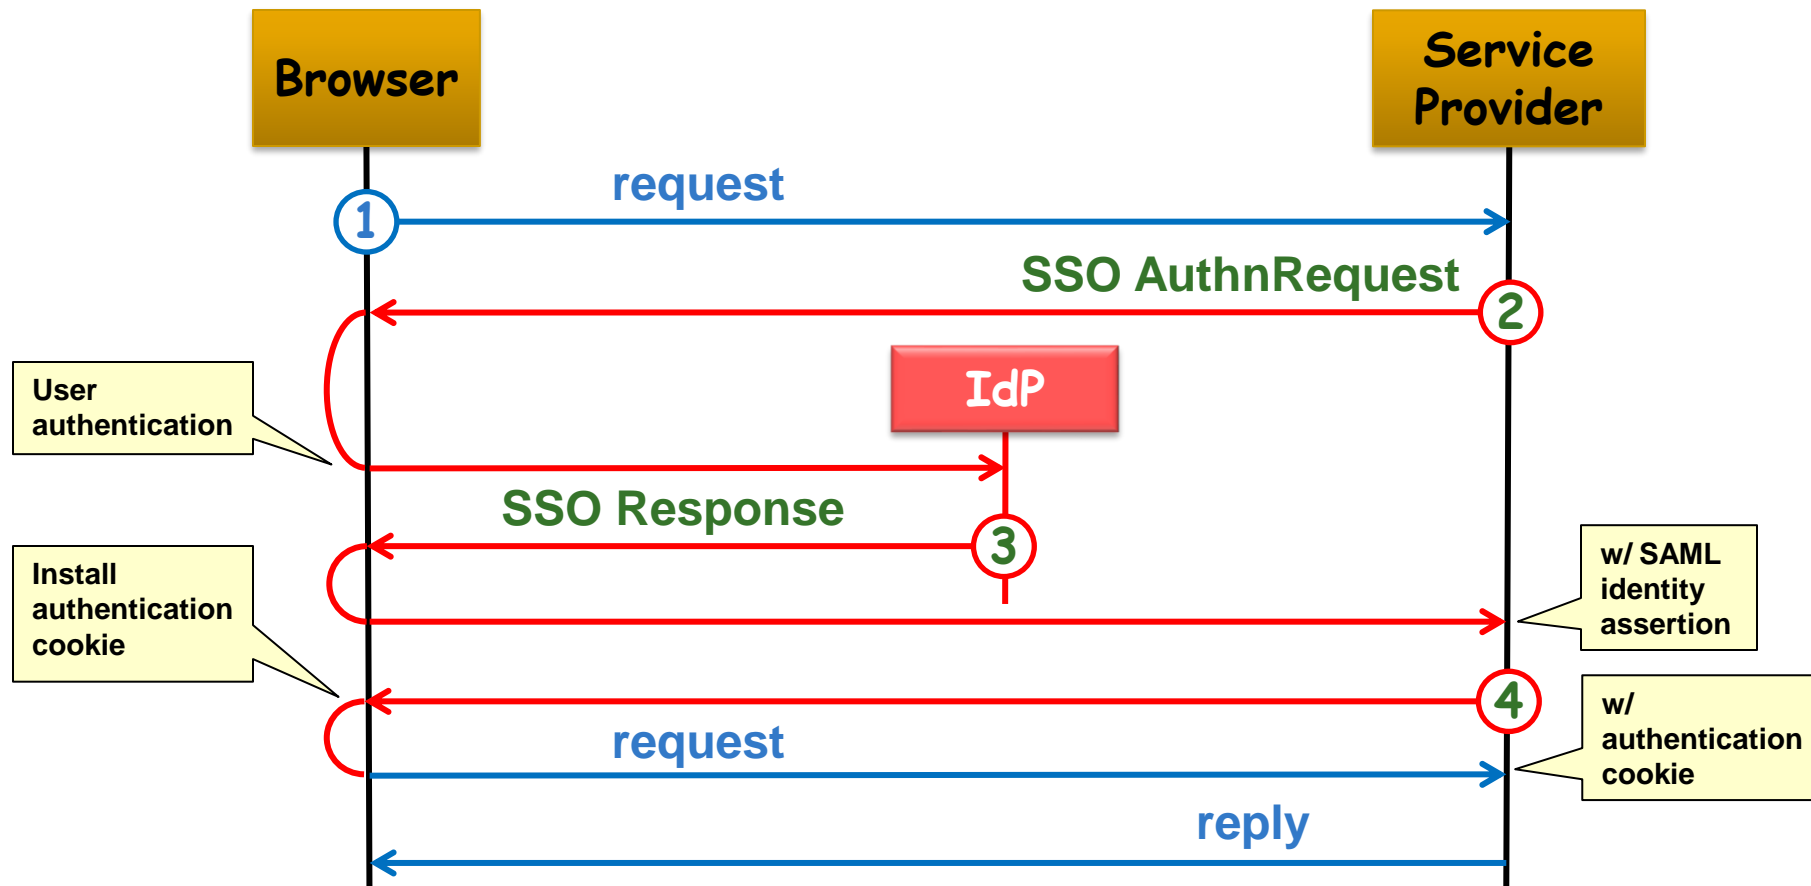 Browser
Service
Provider
request
1
SSO AuthnRequest
2
User
authentication
IdP
SSO Response
3
Install
authentication
cookie
w/ SAML
identity
assertion
4
request
w/
authentication
cookie
reply